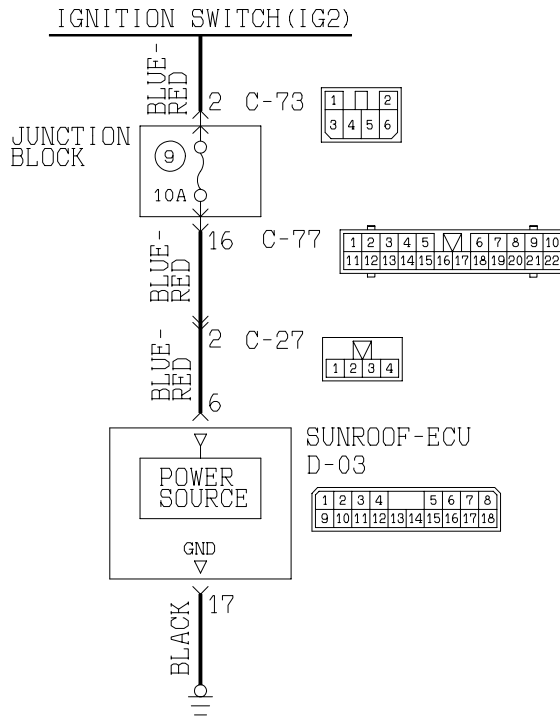 IGNITION SWITCH(IG2)
BLUE-
RED
2 C-73
1 2
3 4 5 6
JUNCTION
BLOCK
9
10A
16 C-77
1 2 3 4 5 6 7 8 9 10
11 12 13 14 15 16 17 18 19 20 21 22
BLUE-
RED
2 C-27
1 2 3 4
BLUE-
RED
6
SUNROOF-ECU
D-03
POWER
SOURCE
1 2 3 4 5 6 7 8
9 10 11 12 13 14 15 16 17 18
GND
17
BLACK